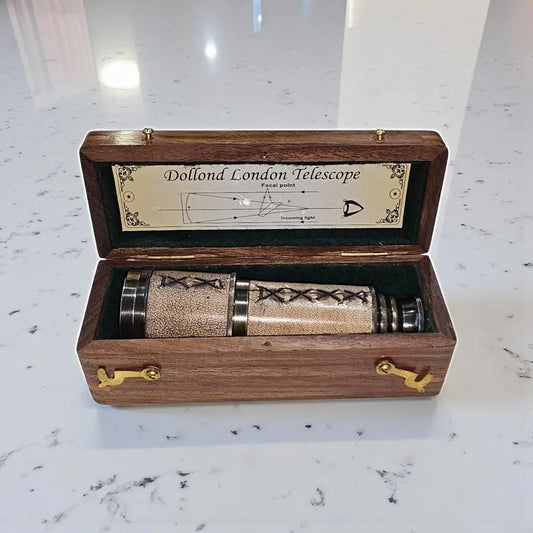 Dollond London Telescope
Focal point
Incoming light